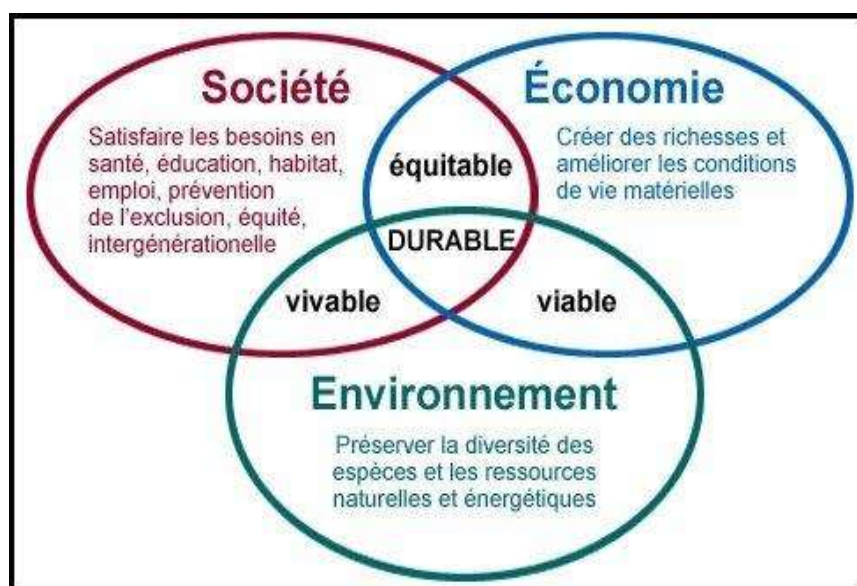 Société
Satisfaire les besoins en
santé, éducation, habitat,
emploi, prévention
de l'exclusion, équité,
intergénérationelle
Économie
Créer des richesses et
améliorer les conditions
de vie matérielles
équitable
DURABLE
vivable
viable
Environnement
Préserver la diversité des
espèces et les ressources
naturelles et énergétiques